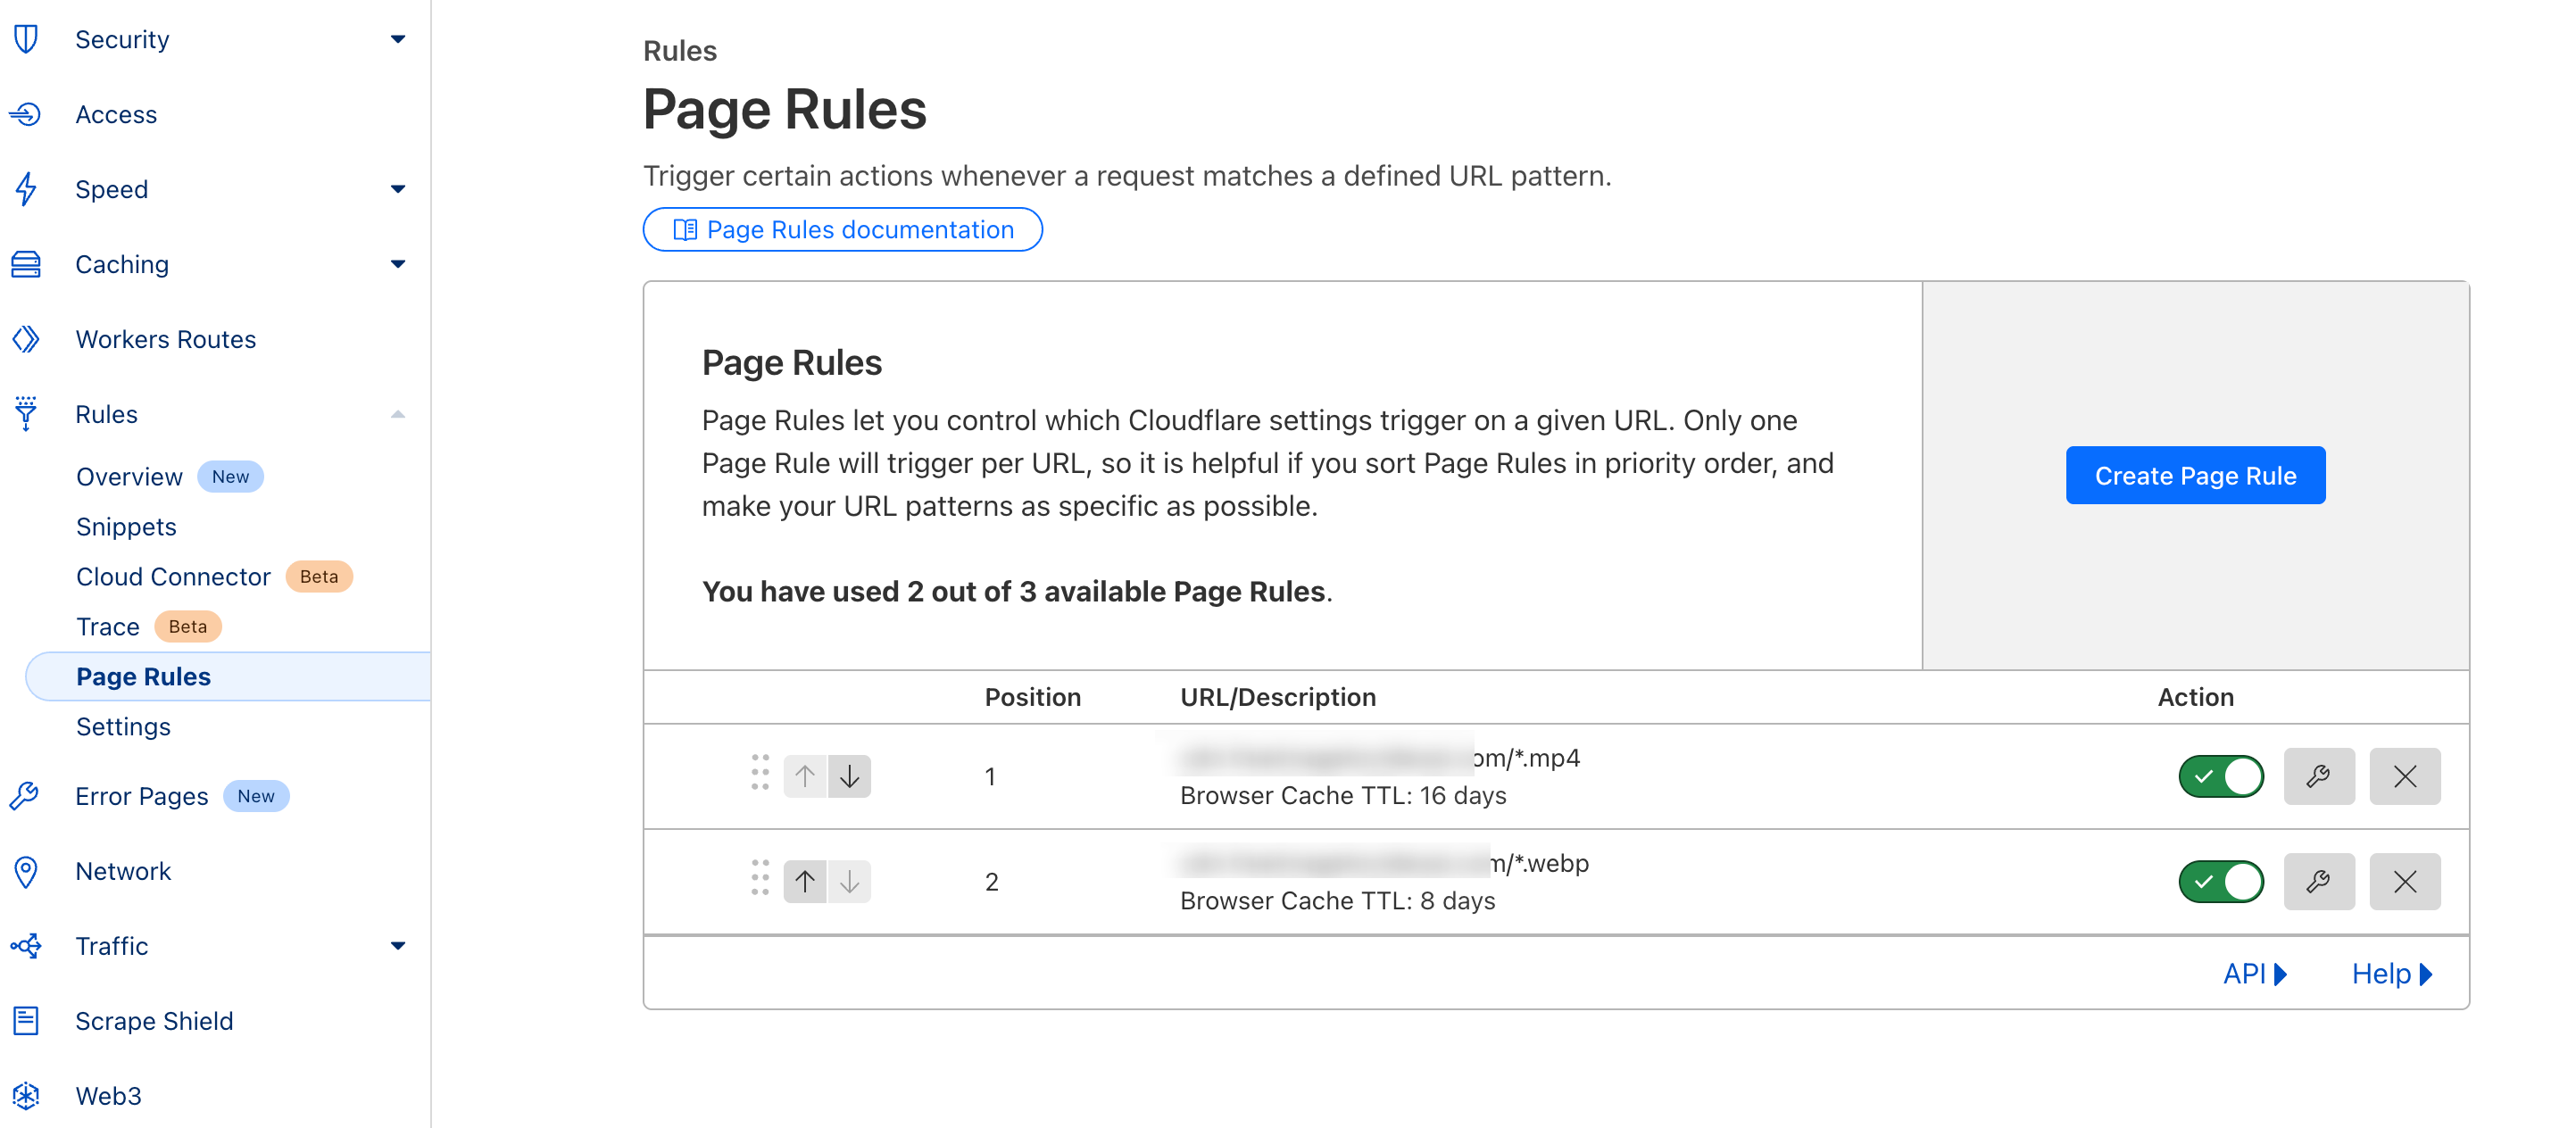 Security
Access
Speed
Caching
Workers Routes
Rules
Overview New
Snippets
Cloud Connector Beta
Trace Beta
Page Rules
Settings
Error Pages New
Network
Traffic
Scrape Shield
Web3
Rules
Page Rules
Trigger certain actions whenever a request matches a defined URL pattern.
Page Rules documentation
Page Rules
Page Rules let you control which Cloudflare settings trigger on a given URL. Only one
Page Rule will trigger per URL, so it is helpful if you sort Page Rules in priority order, and
make your URL patterns as specific as possible.
You have used 2 out of 3 available Page Rules.
Create Page Rule
Position URL/Description Action
1 om/*.mp4
Browser Cache TTL: 16 days
2 m/*.webp
Browser Cache TTL: 8 days
API Help